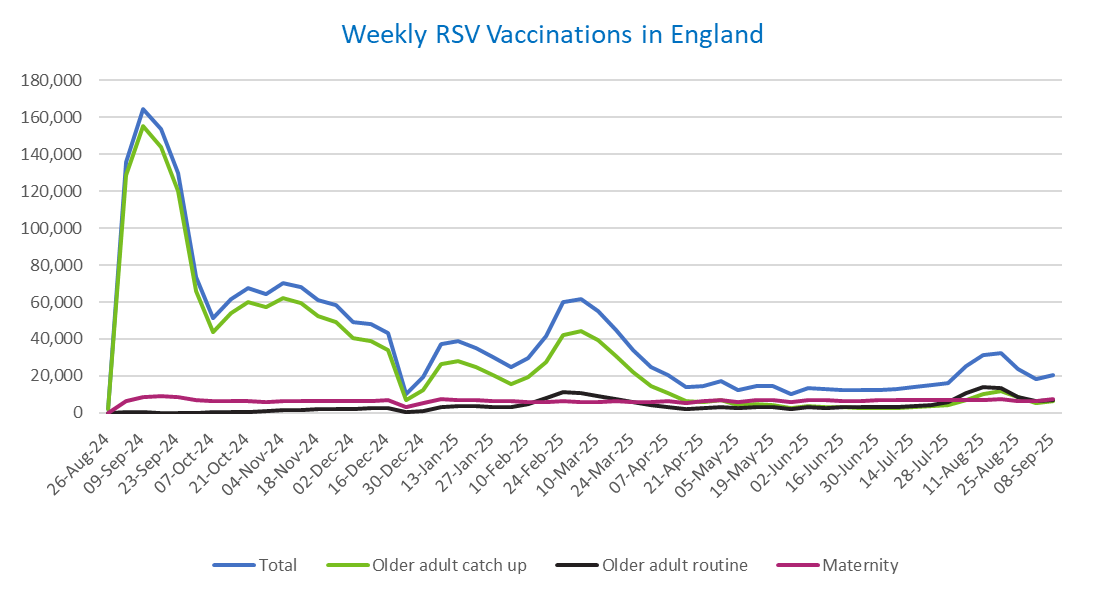 Weekly RSV Vaccinations in England
180,000
160,000
140,000
120,000
100,000
80,000
60,000
40,000
20,000
0
26-Aug-24
09-Sep-24
23-Sep-24
07-Oct-24
21-Oct-24
04-Nov-24
18-Nov-24
02-Dec-24
16-Dec-24
30-Dec-24
13-Jan-25
27-Jan-25
10-Feb-25
24-Feb-25
10-Mar-25
24-Mar-25
07-Apr-25
21-Apr-25
05-May-25
19-May-25
02-Jun-25
16-Jun-25
30-Jun-25
14-Jul-25
28-Jul-25
11-Aug-25
25-Aug-25
08-Sep-25
Total
Older adult catch up
Older adult routine
Maternity